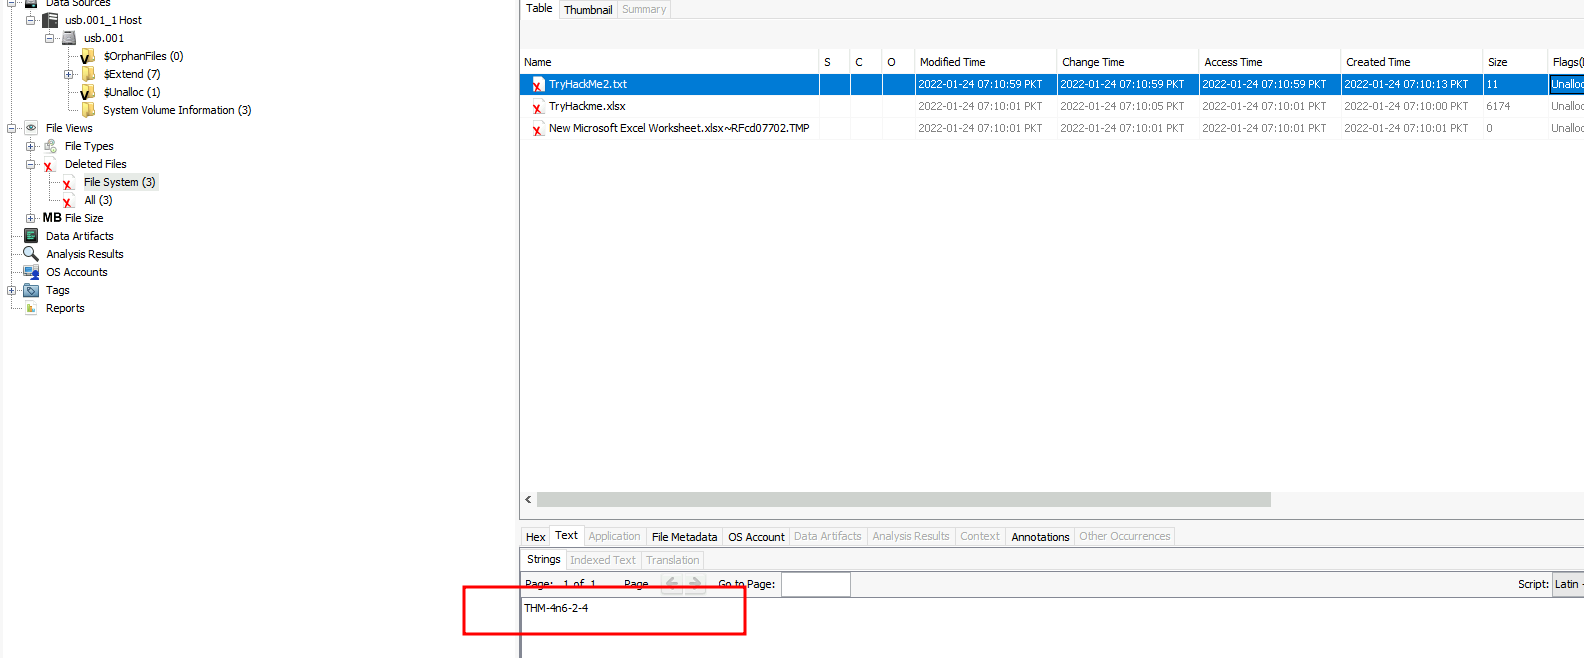 Data Sources
usb.001_1 Host
usb.001
$OrphanFiles (0)
$Extend (7)
$Unalloc (1)
System Volume Information (3)
File Views
File Types
Deleted Files
File System (3)
All (3)
MB File Size
Data Artifacts
Analysis Results
OS Accounts
Tags
Reports
Table Thumbnail Summary
Name S C O Modified Time Change Time Access Time Created Time Size Flags(
TryHackMe2.txt 2022-01-24 07:10:59 PKT 2022-01-24 07:10:59 PKT 2022-01-24 07:10:59 PKT 2022-01-24 07:10:13 PKT 11 Unalloc
TryHackme.xlsx 2022-01-24 07:10:01 PKT 2022-01-24 07:10:05 PKT 2022-01-24 07:10:01 PKT 2022-01-24 07:10:00 PKT 6174 Unalloc
New Microsoft Excel Worksheet.xlsx~RFcd07702.TMP 2022-01-24 07:10:01 PKT 2022-01-24 07:10:01 PKT 2022-01-24 07:10:01 PKT 2022-01-24 07:10:01 PKT 0 Unalloc
Hex Text Application File Metadata OS Account Data Artifacts Analysis Results Context Annotations Other Occurrences
Strings Indexed Text Translation
Page: 1 of 1 Page Go to Page: Script: Latin -
THM-4n6-2-4